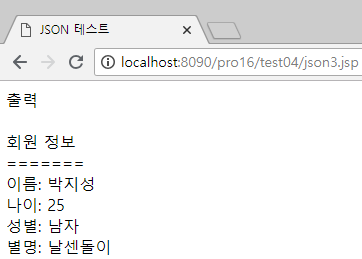 JSON 테스트
localhost:8090/pro16/test04/json3.jsp
출력
회원 정보
=======
이름: 박지성
나이: 25
성별: 남자
별명: 날센돌이